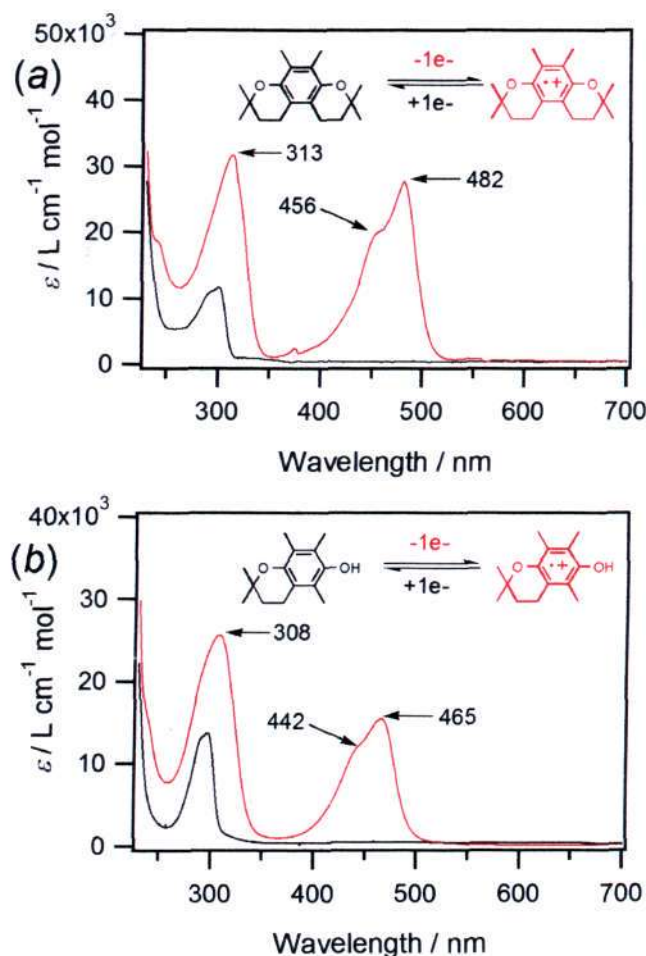 50x10³
(a)
-1e-
+1e-
O
O
•+
O
O
40
313
482
30
456
20
10
0
ε / L cm⁻¹ mol⁻¹
300
400
500
600
700
Wavelength / nm
40x10³
(b)
-1e-
+1e-
O
OH
•+
O
OH
30
308
465
442
20
10
0
ε / L cm⁻¹ mol⁻¹
300
400
500
600
700
Wavelength / nm